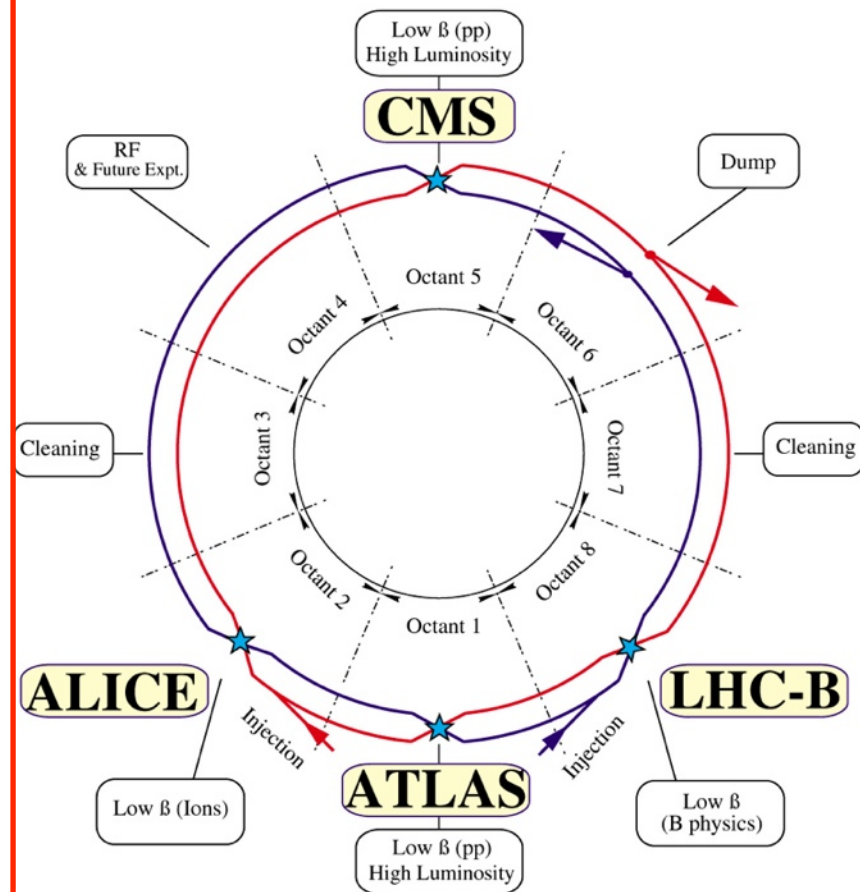 Low ß (pp)
High Luminosity
CMS
RF
& Future Expt.
Dump
Octant 5
Octant 4
Octant 6
Cleaning
Octant 3
Octant 7
Cleaning
Octant 2
Octant 8
Octant 1
ALICE
LHC-B
Injection
Injection
ATLAS
Low ß (Ions)
Low ß
(B physics)
Low ß (pp)
High Luminosity